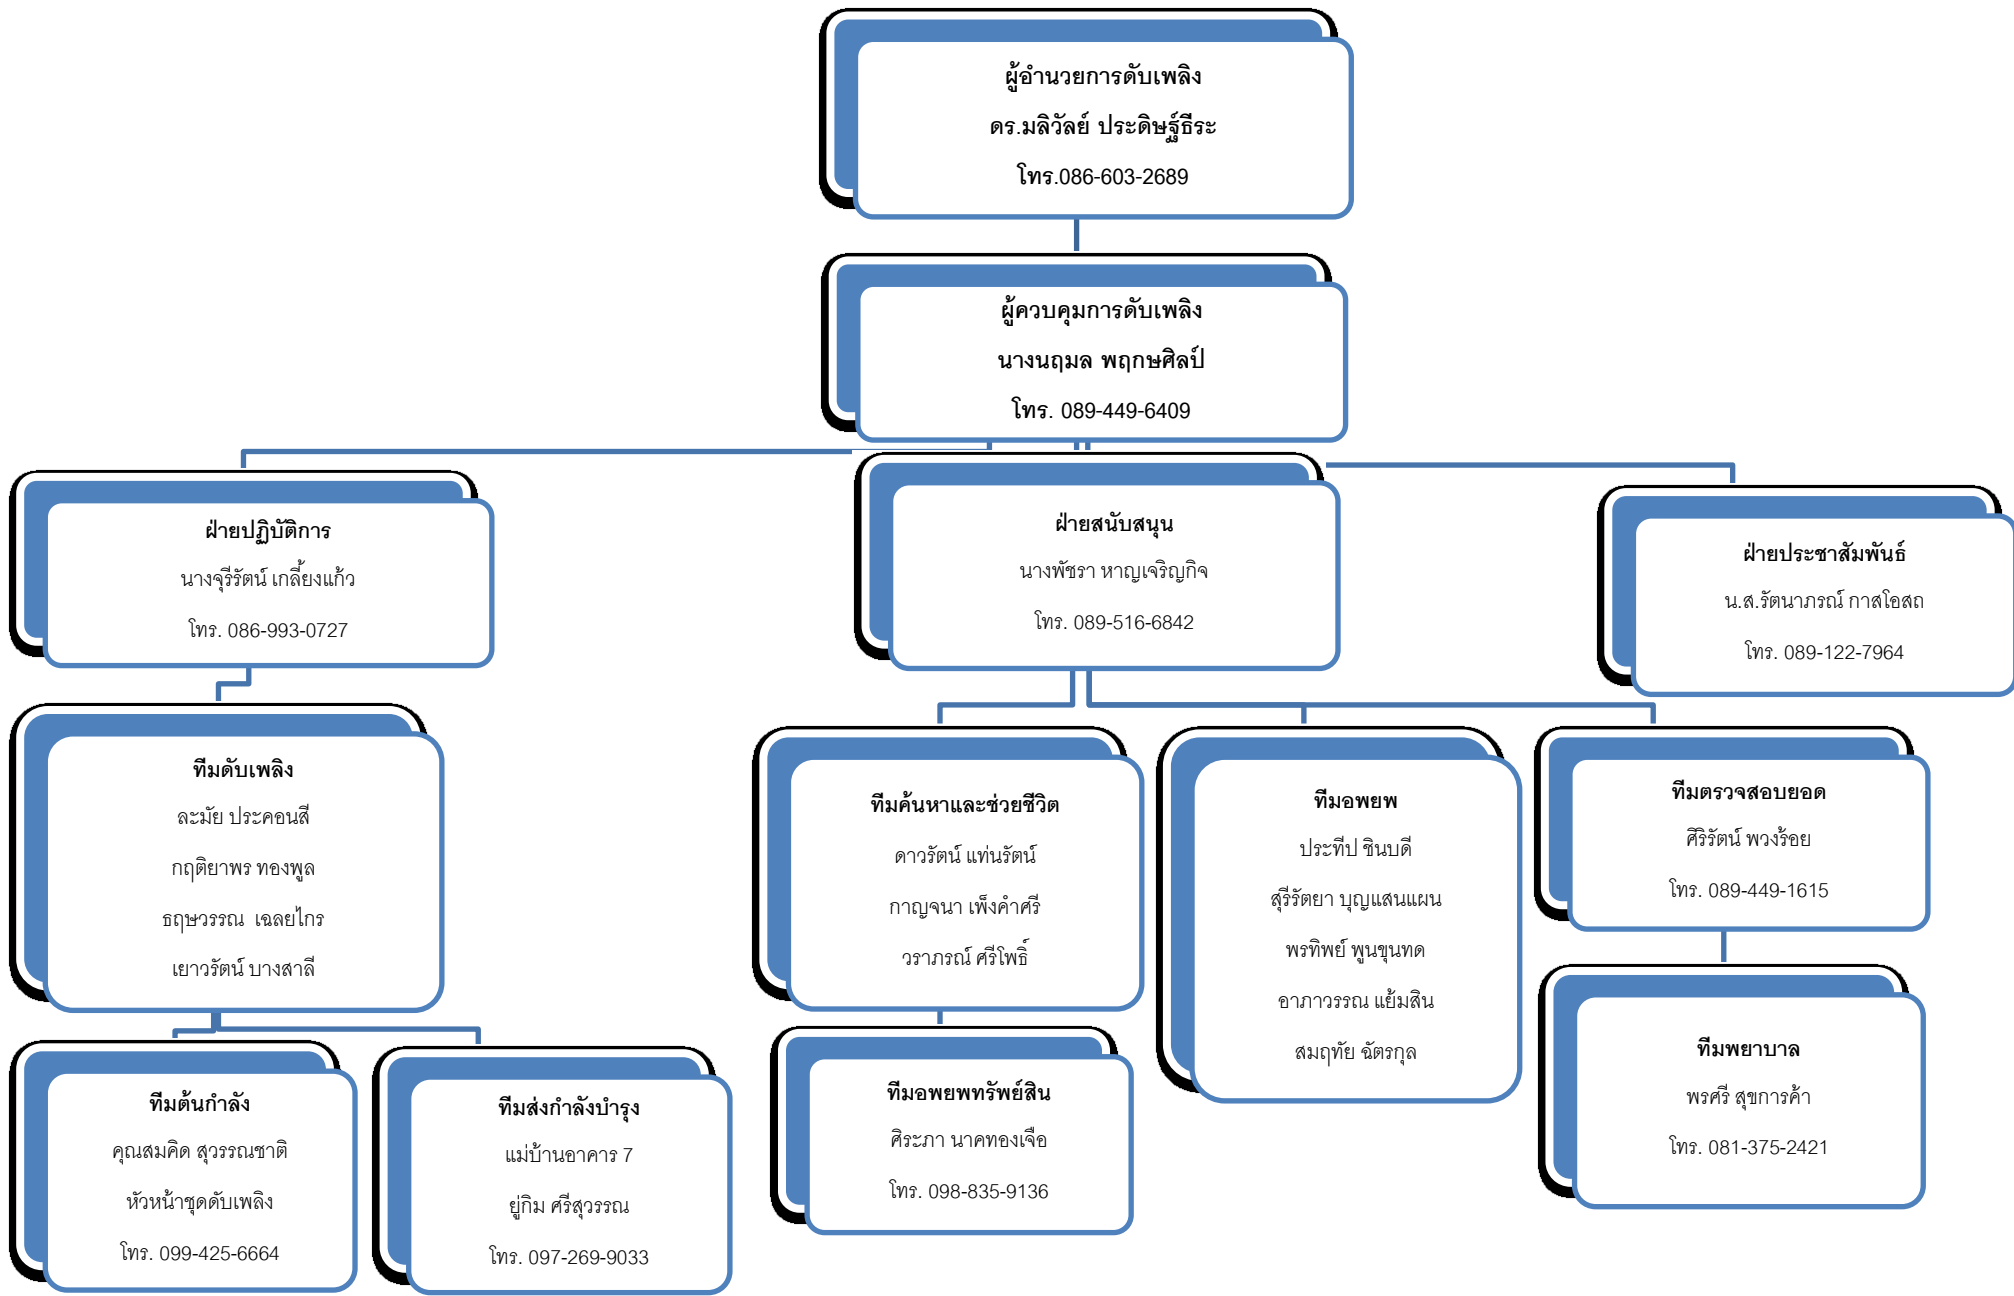 ผู้อำนวยการดับเพลิง
ดร.มลิวัลย์ ประดิษฐ์ธีระ
โทร.086-603-2689
ผู้ควบคุมการดับเพลิง
นางนฤมล พฤกษศิลป์
โทร. 089-449-6409
ฝ่ายปฏิบัติการ
นางจุรีรัตน์ เกลี้ยงแก้ว
โทร. 086-993-0727
ฝ่ายสนับสนุน
นางพัชรา หาญเจริญกิจ
โทร. 089-516-6842
ฝ่ายประชาสัมพันธ์
น.ส.รัตนาภรณ์ กาสโอสถ
โทร. 089-122-7964
ทีมดับเพลิง
ละมัย ประคอนสี
กฤติยาพร ทองพูล
ธฤษวรรณ เฉลยไกร
เยาวรัตน์ บางสาลี
ทีมค้นหาและช่วยชีวิต
ดาวรัตน์ แท่นรัตน์
กาญจนา เพ็งคำศรี
วราภรณ์ ศรีโพธิ์
ทีมอพยพ
ประทีป ชินบดี
สุรีรัตยา บุญแสนแผน
พรทิพย์ พูนขุนทด
อาภาวรรณ แย้มสิน
สมฤทัย ฉัตรกุล
ทีมตรวจสอบยอด
ศิริรัตน์ พวงร้อย
โทร. 089-449-1615
ทีมต้นกำลัง
คุณสมคิด สุวรรณชาติ
หัวหน้าชุดดับเพลิง
โทร. 099-425-6664
ทีมส่งกำลังบำรุง
แม่บ้านอาคาร 7
ยู่กิม ศรีสุวรรณ
โทร. 097-269-9033
ทีมอพยพทรัพย์สิน
ศิระภา นาคทองเจือ
โทร. 098-835-9136
ทีมพยาบาล
พรศรี สุขการค้า
โทร. 081-375-2421